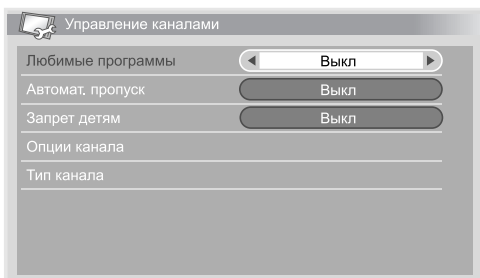 Управление каналами
Любимые программы Выкл
Автомат. пропуск Выкл
Запрет детям Выкл
Опции канала
Тип канала